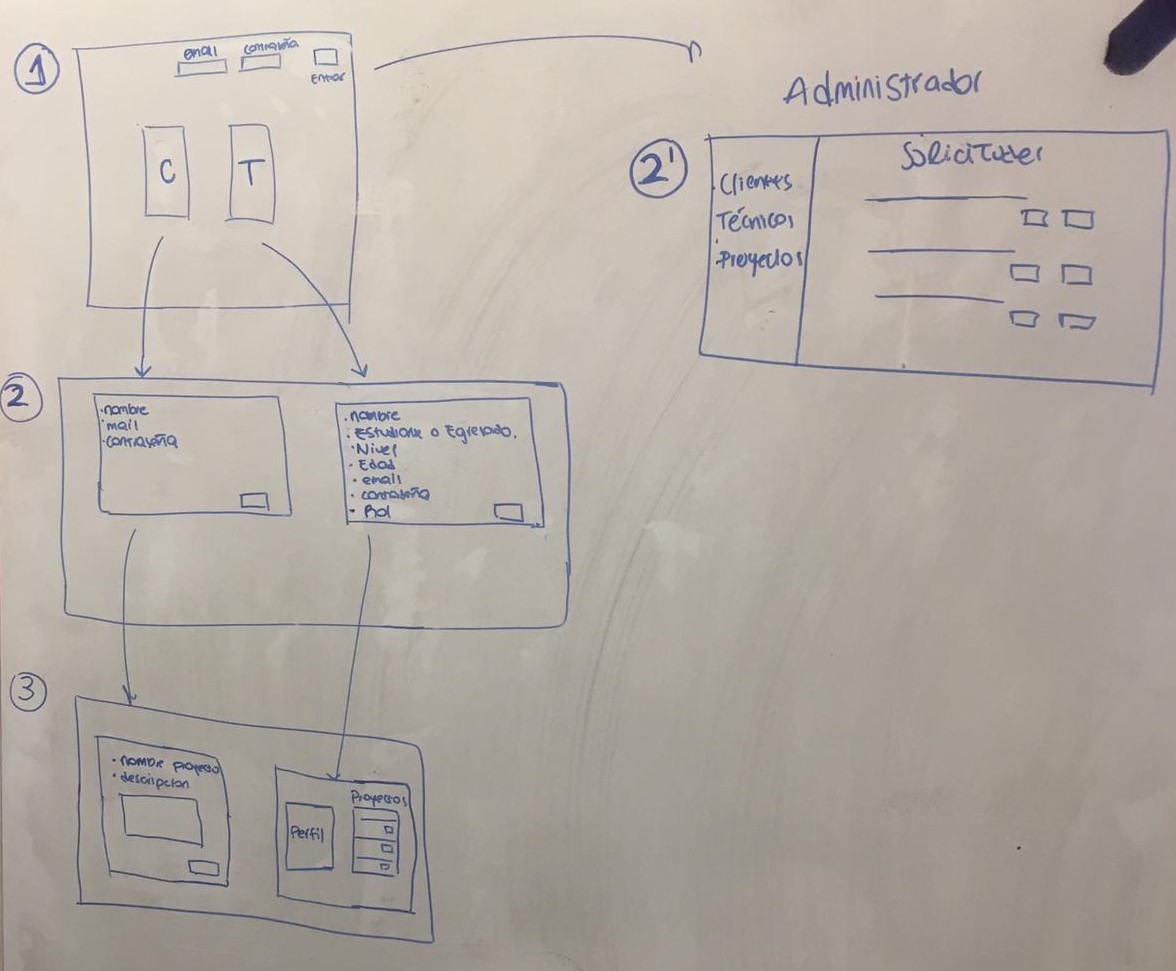 1
email contraseña
Entrar
C T
Administrador
2'
Solicitudes
. Clientes
. Técnicos
. Proyectos
2
. nombre
. mail
. contraseña
. nombre
. Estudiante o Egresado.
. Nivel
. Edad
. email
. contraseña
. Rol
3
. nombre proyecto
. descripcion
Perfil
Proyectos